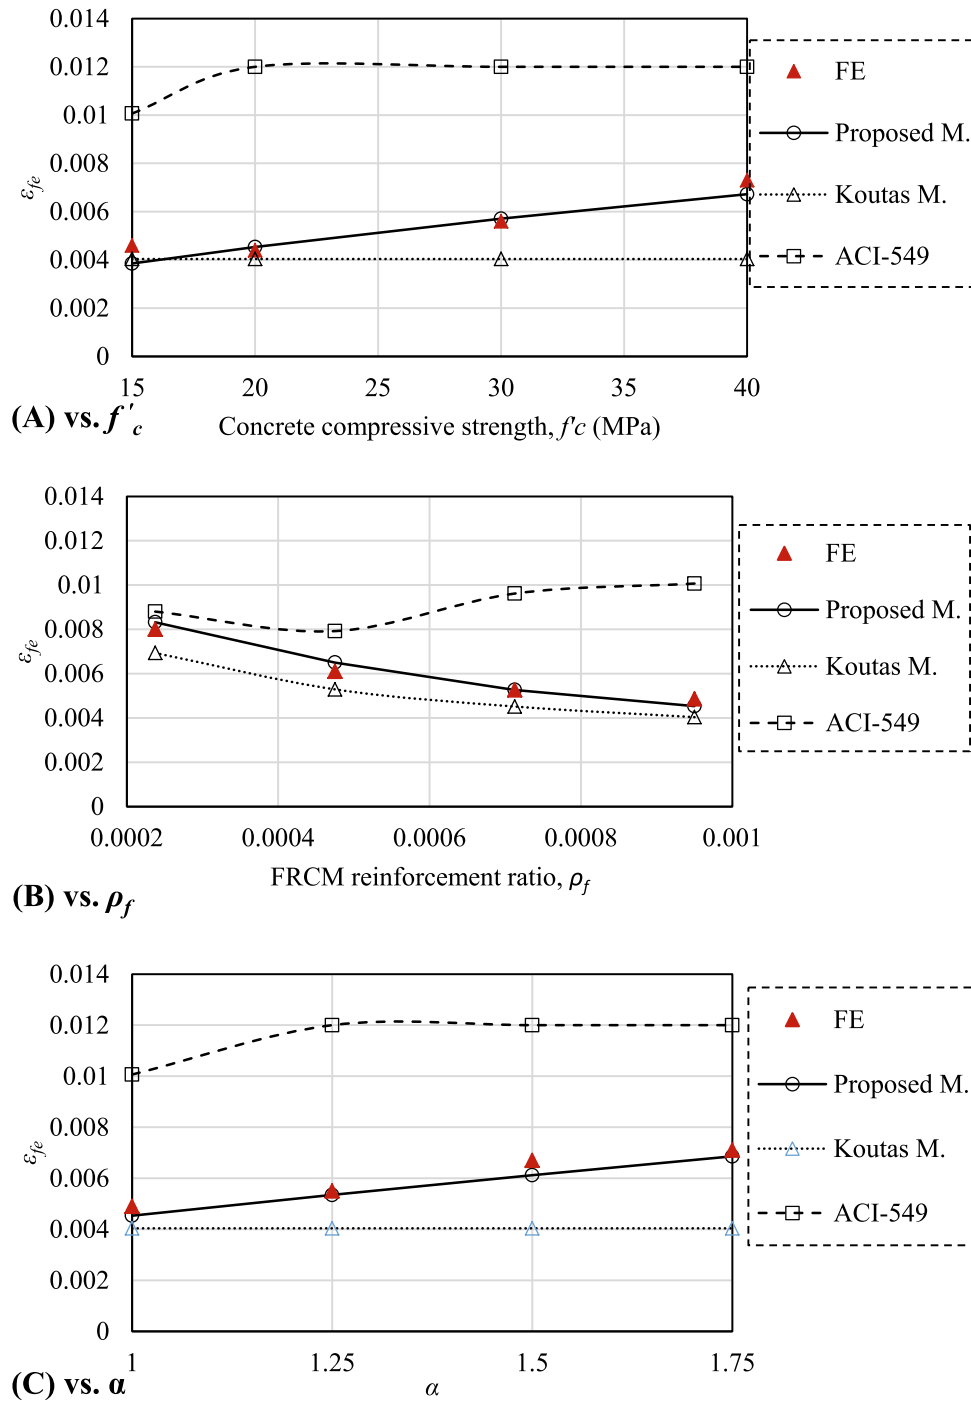 0.014
0.012
0.01
0.008
0.006
0.004
0.002
0
εfe
15 20 25 30 35 40
FE
Proposed M.
Koutas M.
ACI-549
(A) vs. f'c
Concrete compressive strength, f'c (MPa)
0.014
0.012
0.01
0.008
0.006
0.004
0.002
0
εfe
0.0002 0.0004 0.0006 0.0008 0.001
FE
Proposed M.
Koutas M.
ACI-549
FRCM reinforcement ratio, ρf
(B) vs. ρf
0.014
0.012
0.01
0.008
0.006
0.004
0.002
0
εfe
1 1.25 1.5 1.75
FE
Proposed M.
Koutas M.
ACI-549
(C) vs. α
α